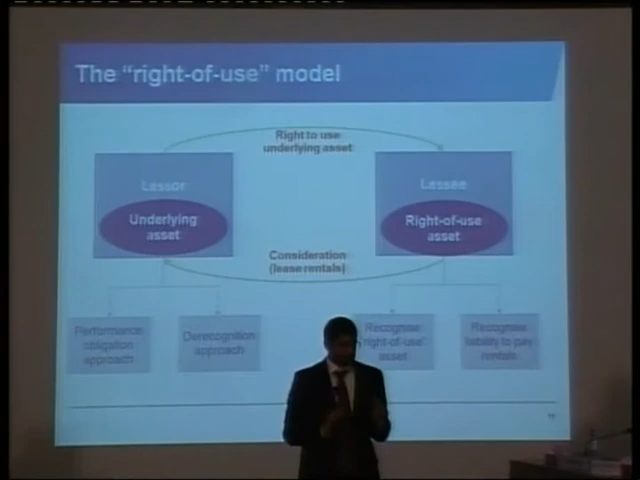 The "right-of-use" model
Right to use
underlying asset
Lessor
Underlying
asset
Lessee
Right-of-use
asset
Consideration
(lease rentals)
Performance
obligation
approach
Derecognition
approach
Recognise
"right-of-use"
asset
Recognise
liability to pay
rentals